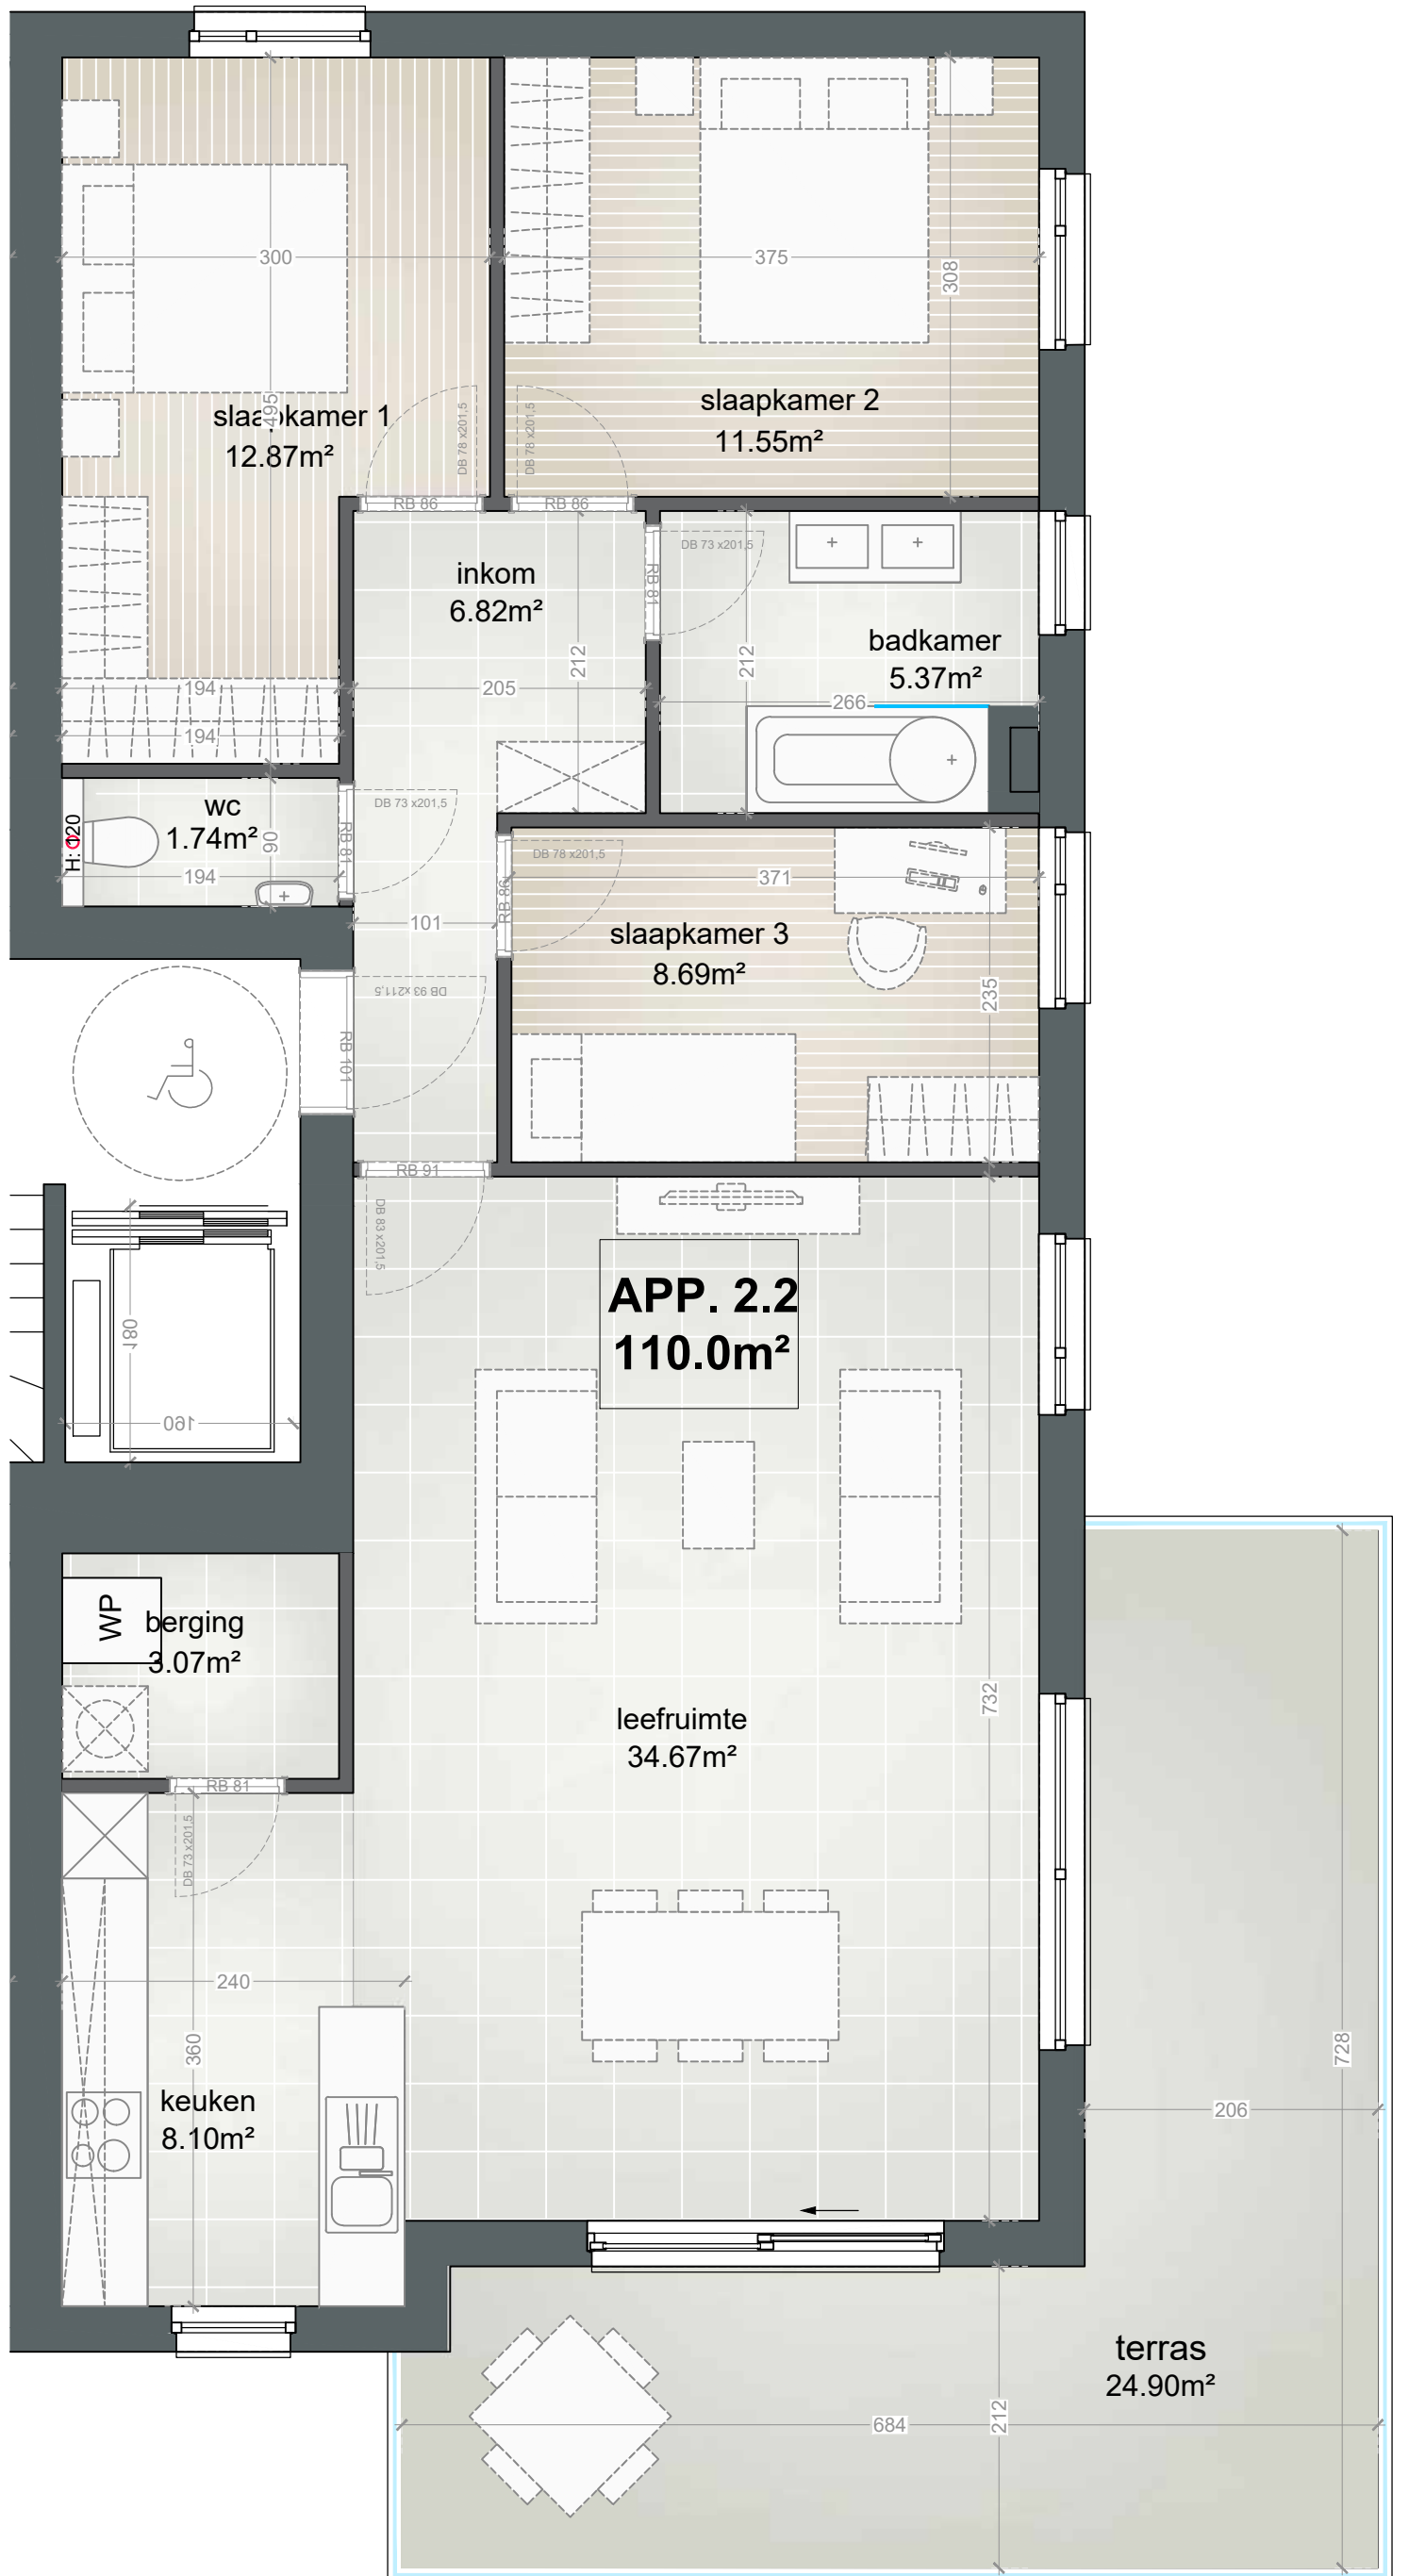 300
375
308
495
slaapkamer 1
12.87m²
slaapkamer 2
11.55m²
DB 78 x201,5
DB 78 x201,5
RB 86
RB 86
DB 73 x201,5
RB 81
inkom
6.82m²
212
205
212
badkamer
5.37m²
266
194
194
wc
1.74m²
H: 120
90
194
DB 73 x201,5
RB 81
DB 78 x201,5
RB 86
371
101
slaapkamer 3
8.69m²
235
DB 93 x211,5
RB 101
RB 91
DB 83 x201,5
APP. 2.2
110.0m²
180
160
WP
berging
3.07m²
RB 81
DB 73 x201,5
leefruimte
34.67m²
732
240
360
keuken
8.10m²
728
206
terras
24.90m²
684
212